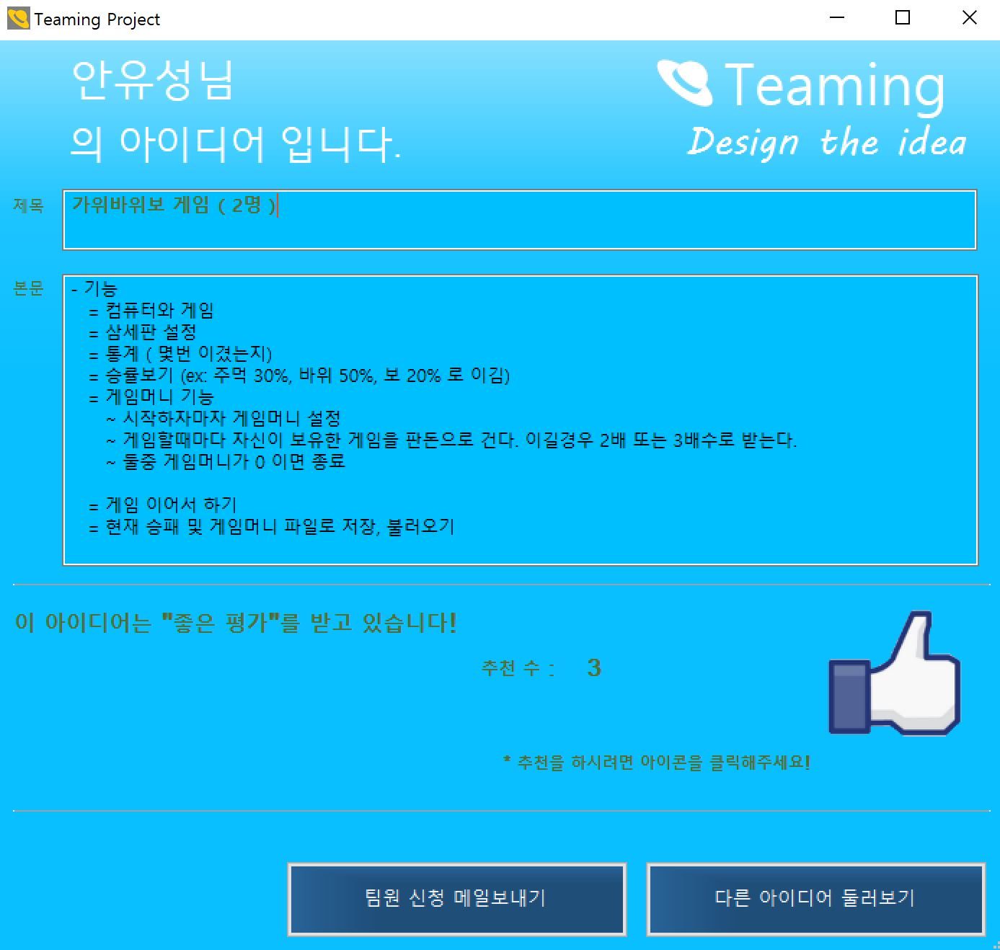 Teaming Project
안유성님
의 아이디어 입니다.
Teaming
Design the idea
제목
가위바위보 게임 ( 2명 )
본문
- 기능
= 컴퓨터와 게임
= 삼세판 설정
= 통계 ( 몇번 이겼는지)
= 승률보기 (ex: 주먹 30%, 바위 50%, 보 20% 로 이김)
= 게임머니 기능
~ 시작하자마자 게임머니 설정
~ 게임할때마다 자신이 보유한 게임을 판돈으로 건다. 이길경우 2배 또는 3배수로 받는다.
~ 둘중 게임머니가 0 이면 종료
= 게임 이어서 하기
= 현재 승패 및 게임머니 파일로 저장, 불러오기
이 아이디어는 "좋은 평가"를 받고 있습니다!
추천 수 : 3
* 추천을 하시려면 아이콘을 클릭해주세요!
팀원 신청 메일보내기
다른 아이디어 둘러보기